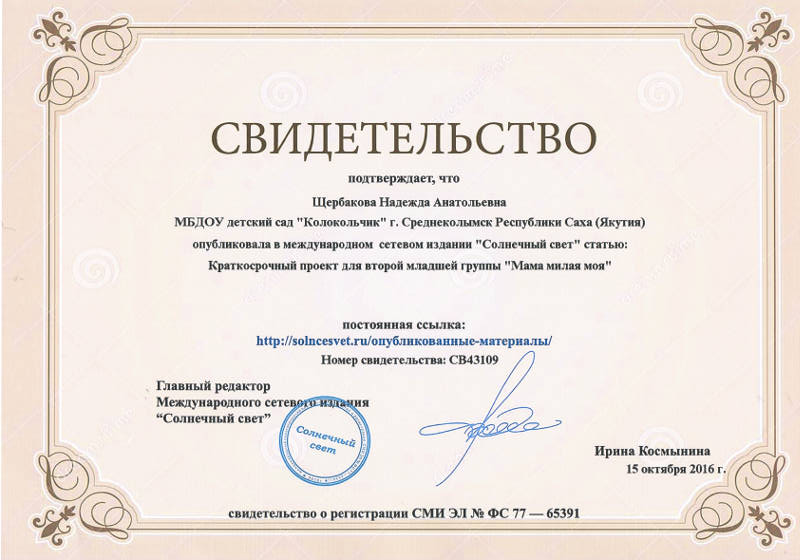 СВИДЕТЕЛЬСТВО
подтверждает, что
Щербакова Надежда Анатольевна
МБДОУ детский сад "Колокольчик" г. Среднеколымск Республики Саха (Якутия)
опубликовала в международном сетевом издании "Солнечный свет" статью:
Краткосрочный проект для второй младшей группы "Мама милая моя"
постоянная ссылка:
http://solncesvet.ru/опубликованные-материалы/
Номер свидетельства: СВ43109
Главный редактор
Международного сетевого издания
“Солнечный свет”
Солнечный
свет
Ирина Космынина
15 октября 2016 г.
свидетельство о регистрации СМИ ЭЛ № ФС 77 — 65391